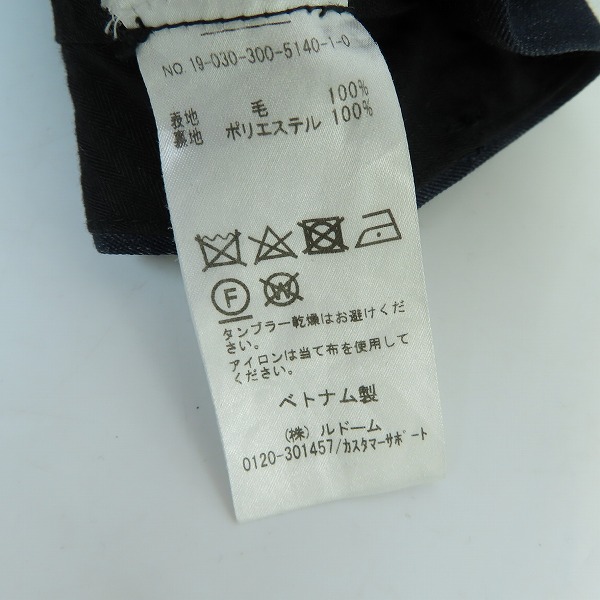 NO. 19-030-300-5140-1-0
表地 毛 100%
裏地 ポリエステル 100%
F W
タンブラー乾燥はお避けくだ
さい。
アイロンは当て布を使用して
ください。
ベトナム製
(株) ルドーム
0120-301457/カスタマーサポート